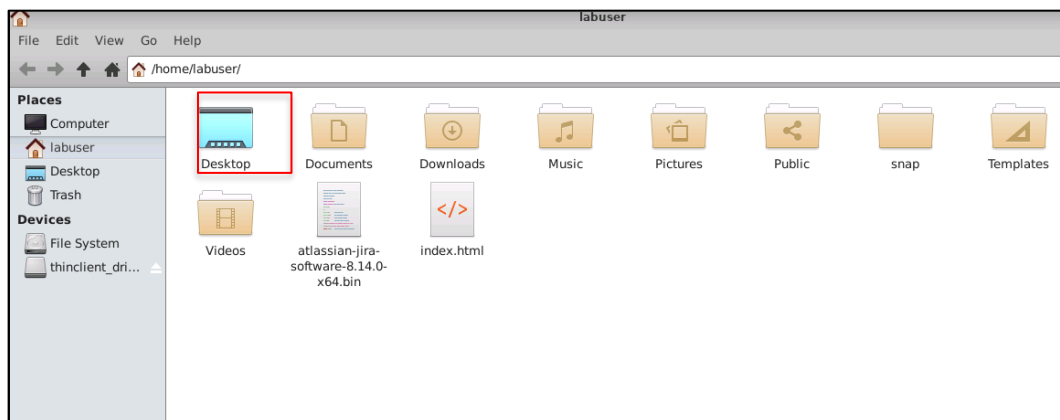 labuser
File Edit View Go Help
/home/labuser/
Places
Computer
labuser
Desktop
Trash
Devices
File System
thinclient_dri...
Desktop Documents Downloads Music Pictures Public snap Templates
Videos atlassian-jira-
software-8.14.0-
x64.bin index.html